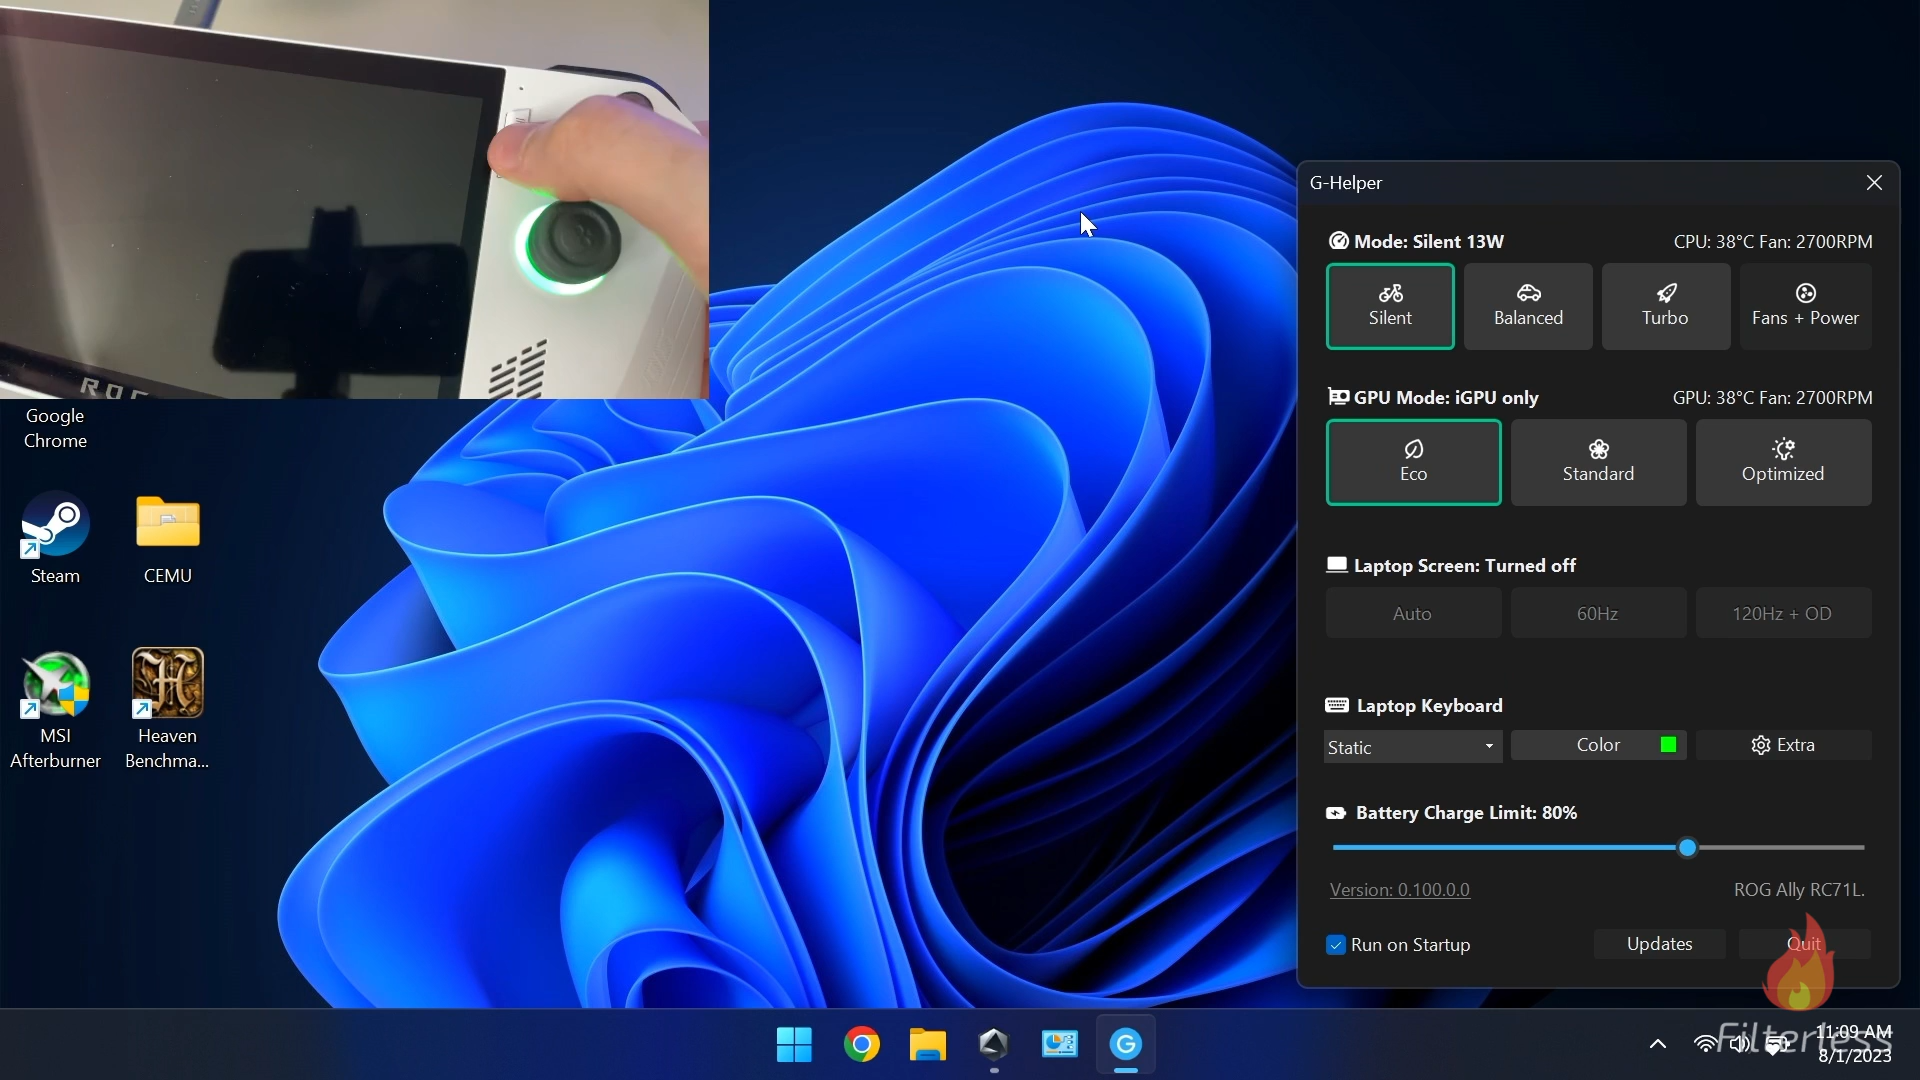 Google
Chrome
Steam
CEMU
MSI
Afterburner
Heaven
Benchma...
G-Helper
Mode: Silent 13W
CPU: 38°C Fan: 2700RPM
Silent
Balanced
Turbo
Fans + Power
GPU Mode: iGPU only
GPU: 38°C Fan: 2700RPM
Eco
Standard
Optimized
Laptop Screen: Turned off
Auto
60Hz
120Hz + OD
Laptop Keyboard
Static
Color
Extra
Battery Charge Limit: 80%
Version: 0.100.0.0
ROG Ally RC71L.
Run on Startup
Updates
Quit
Filterless
11:09 AM
8/1/2023